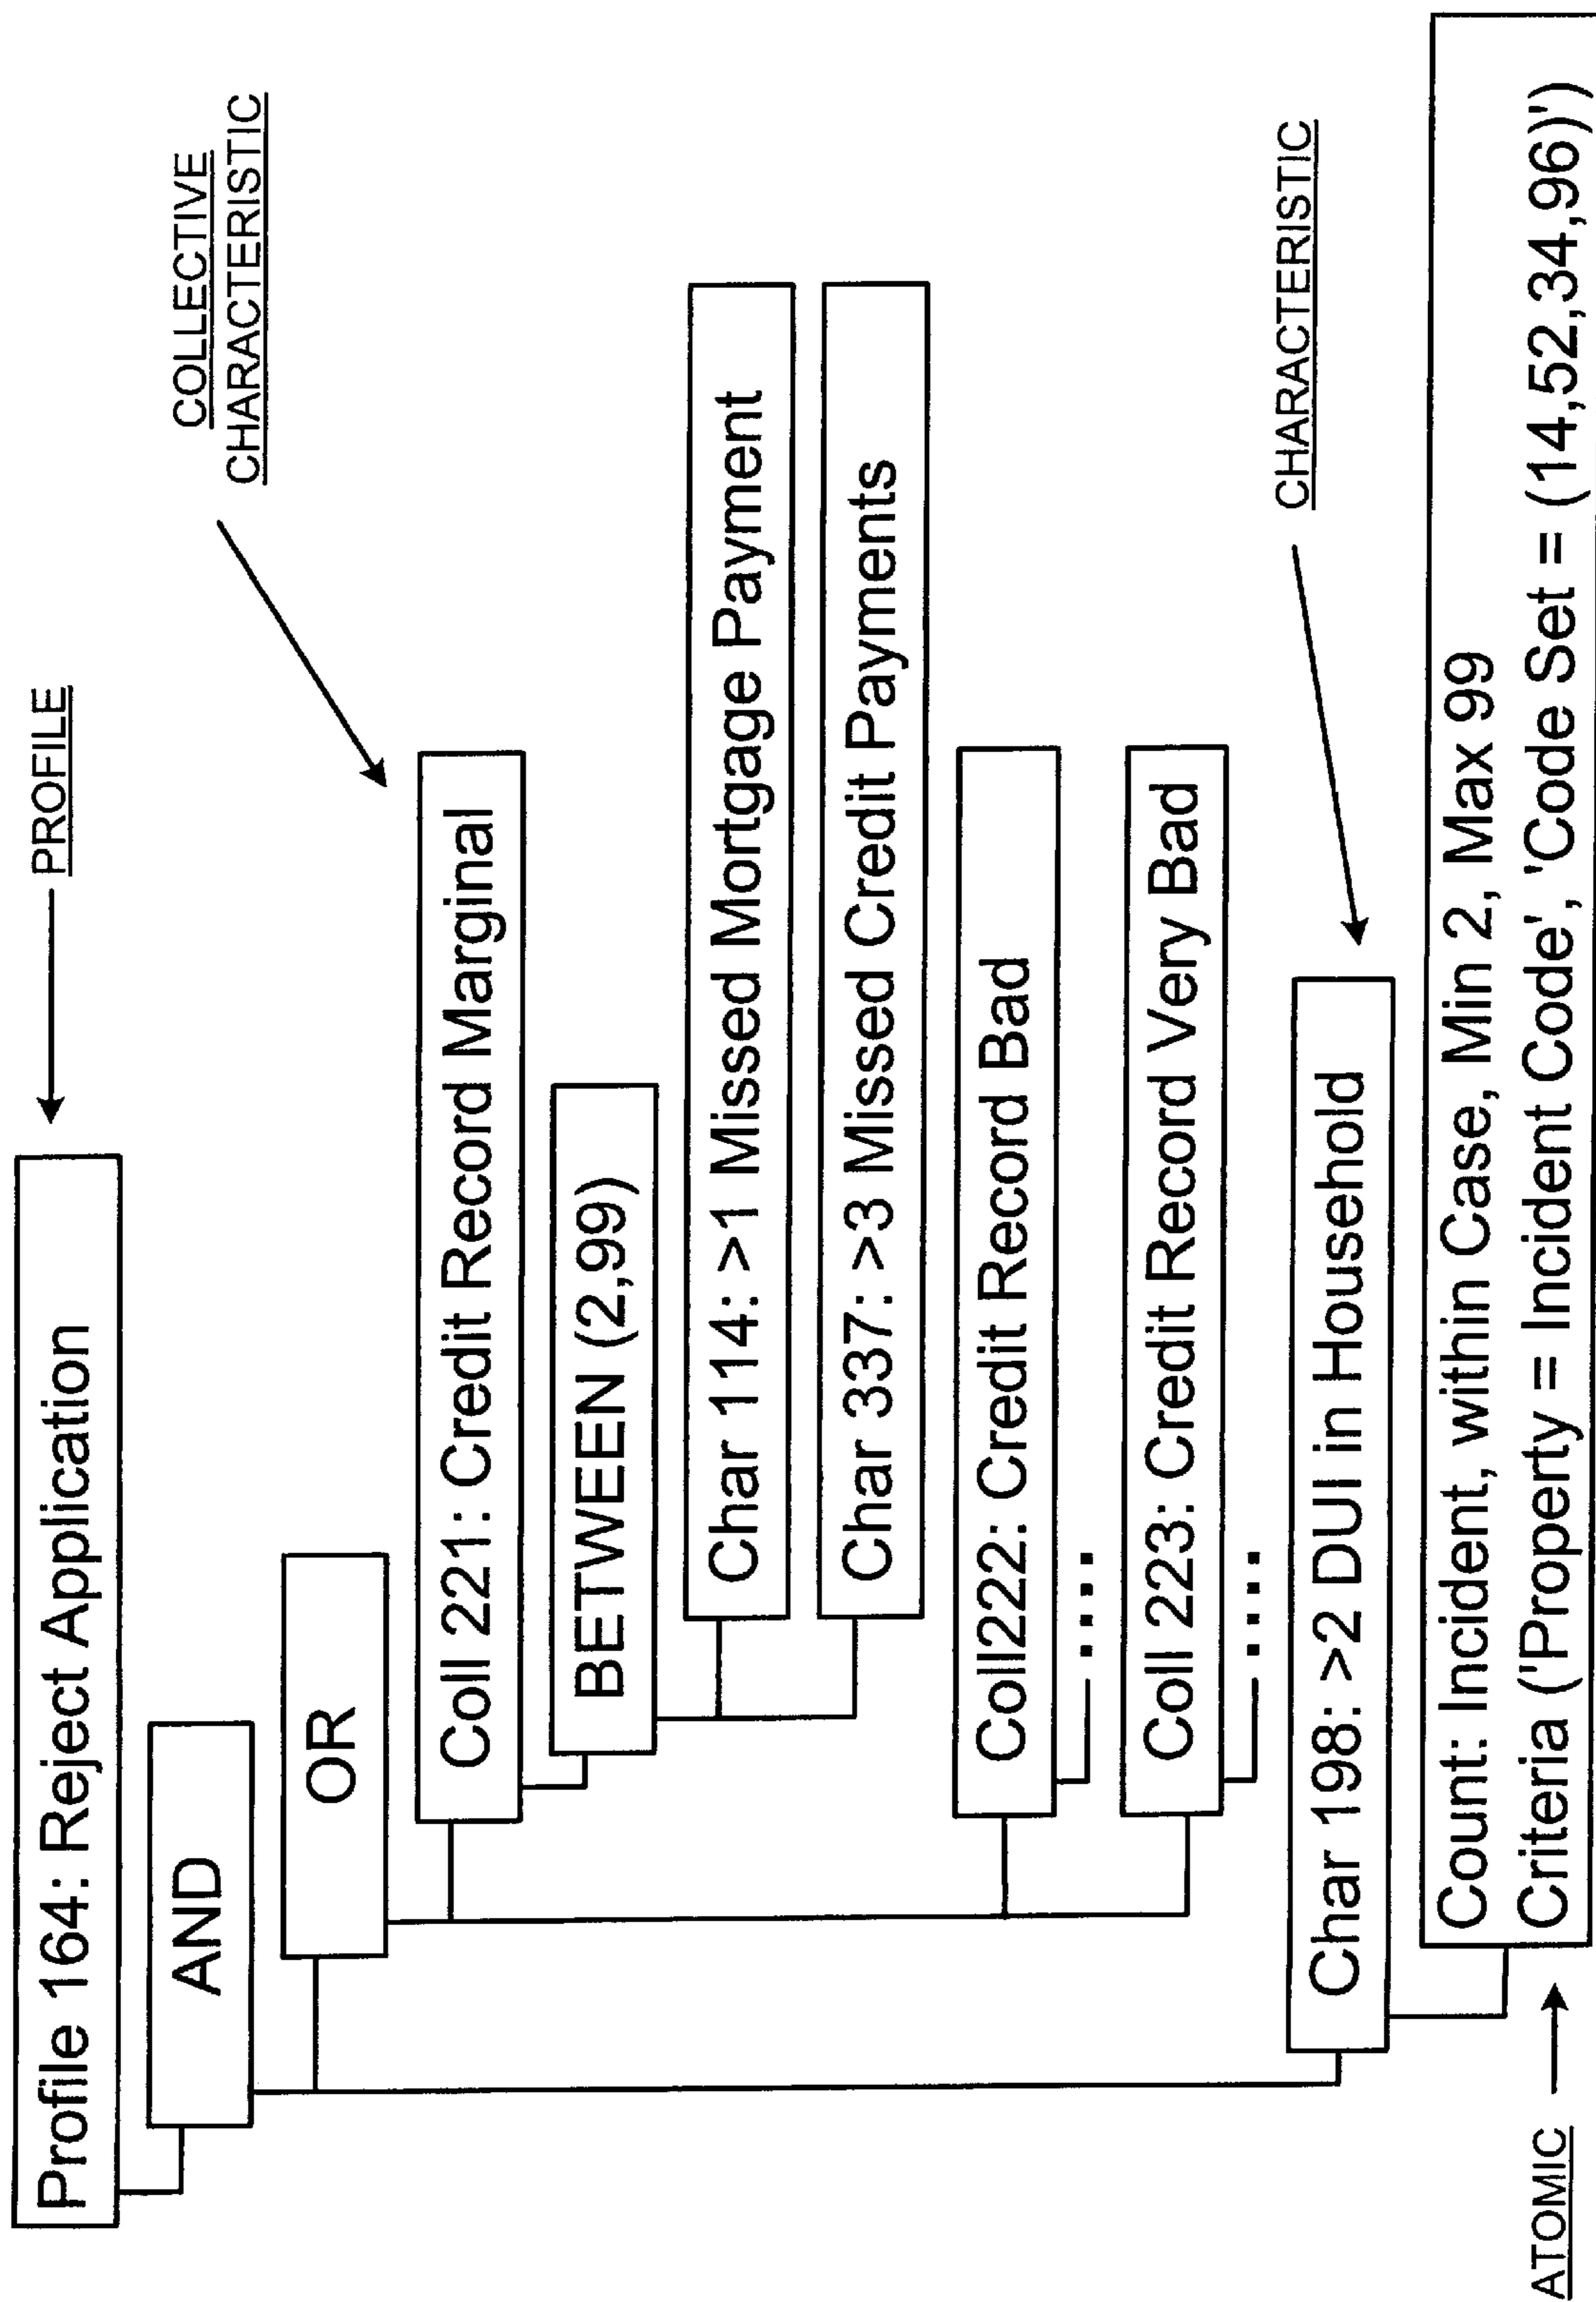 Profile 164: Reject Application
PROFILE
AND
OR
COLLECTIVE
CHARACTERISTIC
Coll 221: Credit Record Marginal
BETWEEN (2,99)
Char 114: >1 Missed Mortgage Payment
Char 337: >3 Missed Credit Payments
Coll222: Credit Record Bad
....
Coll 223: Credit Record Very Bad
....
CHARACTERISTIC
Char 198: >2 DUI in Household
Count: Incident, within Case, Min 2, Max 99
ATOMIC
Criteria ('Property = Incident Code', 'Code Set = (14,52,34,96)')